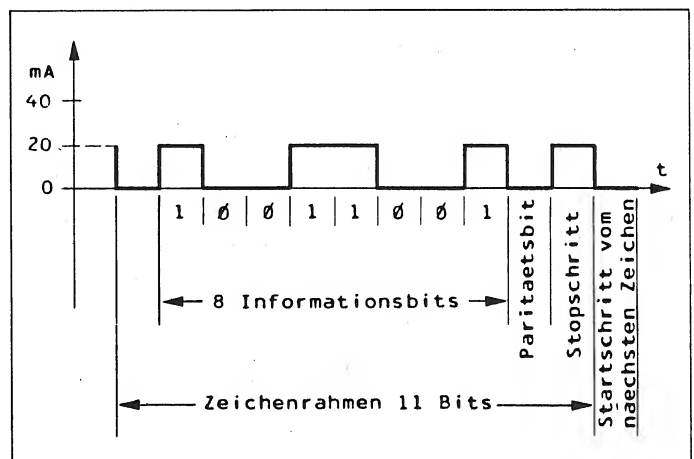 mA
40
20
0
t
1 | Ø | Ø | 1 | 1 | Ø | Ø | 1
8 Informationsbits
Paritaetsbit
Stopschritt
Startschritt vom
naechsten Zeichen
Zeichenrahmen 11 Bits